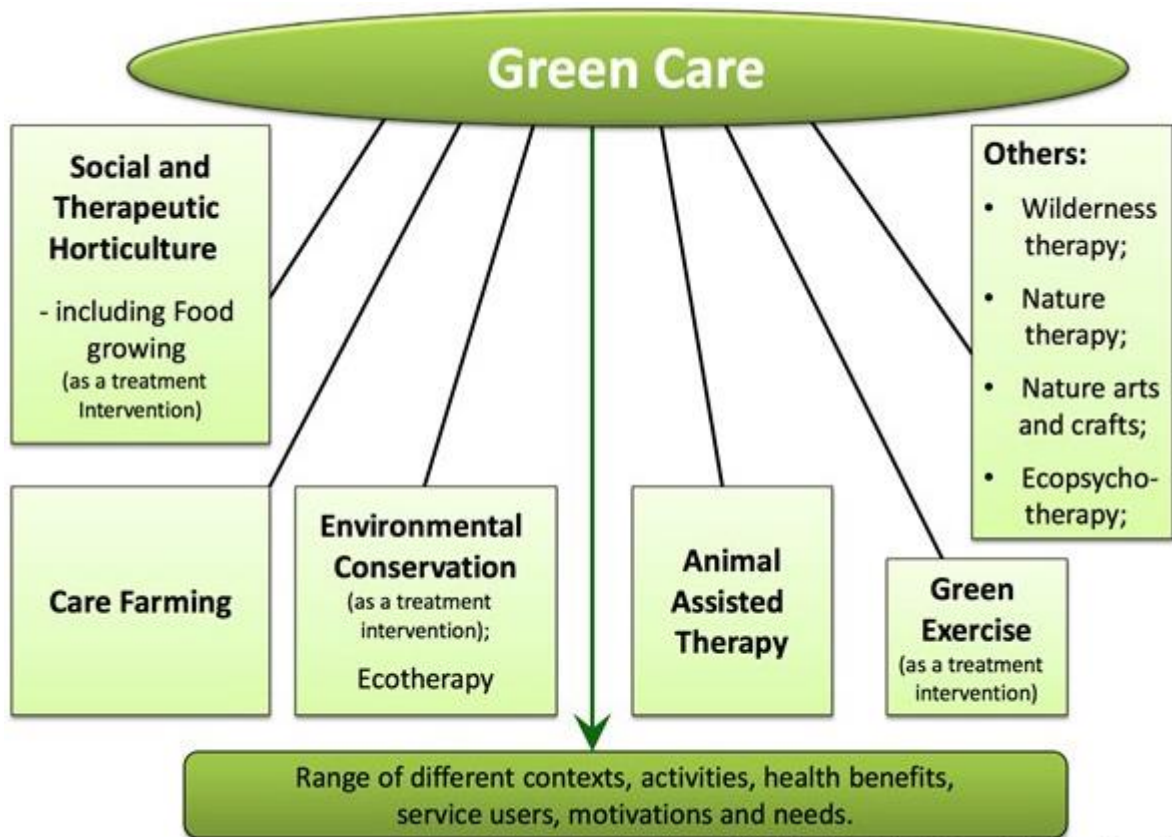 Green Care
Social and
Therapeutic
Horticulture
- including Food
growing
(as a treatment
Intervention)
Others:
• Wilderness
therapy;
• Nature
therapy;
• Nature arts
and crafts;
• Ecopsycho-
therapy;
Care Farming
Environmental
Conservation
(as a treatment
intervention);
Ecotherapy
Animal
Assisted
Therapy
Green
Exercise
(as a treatment
intervention)
Range of different contexts, activities, health benefits,
service users, motivations and needs.